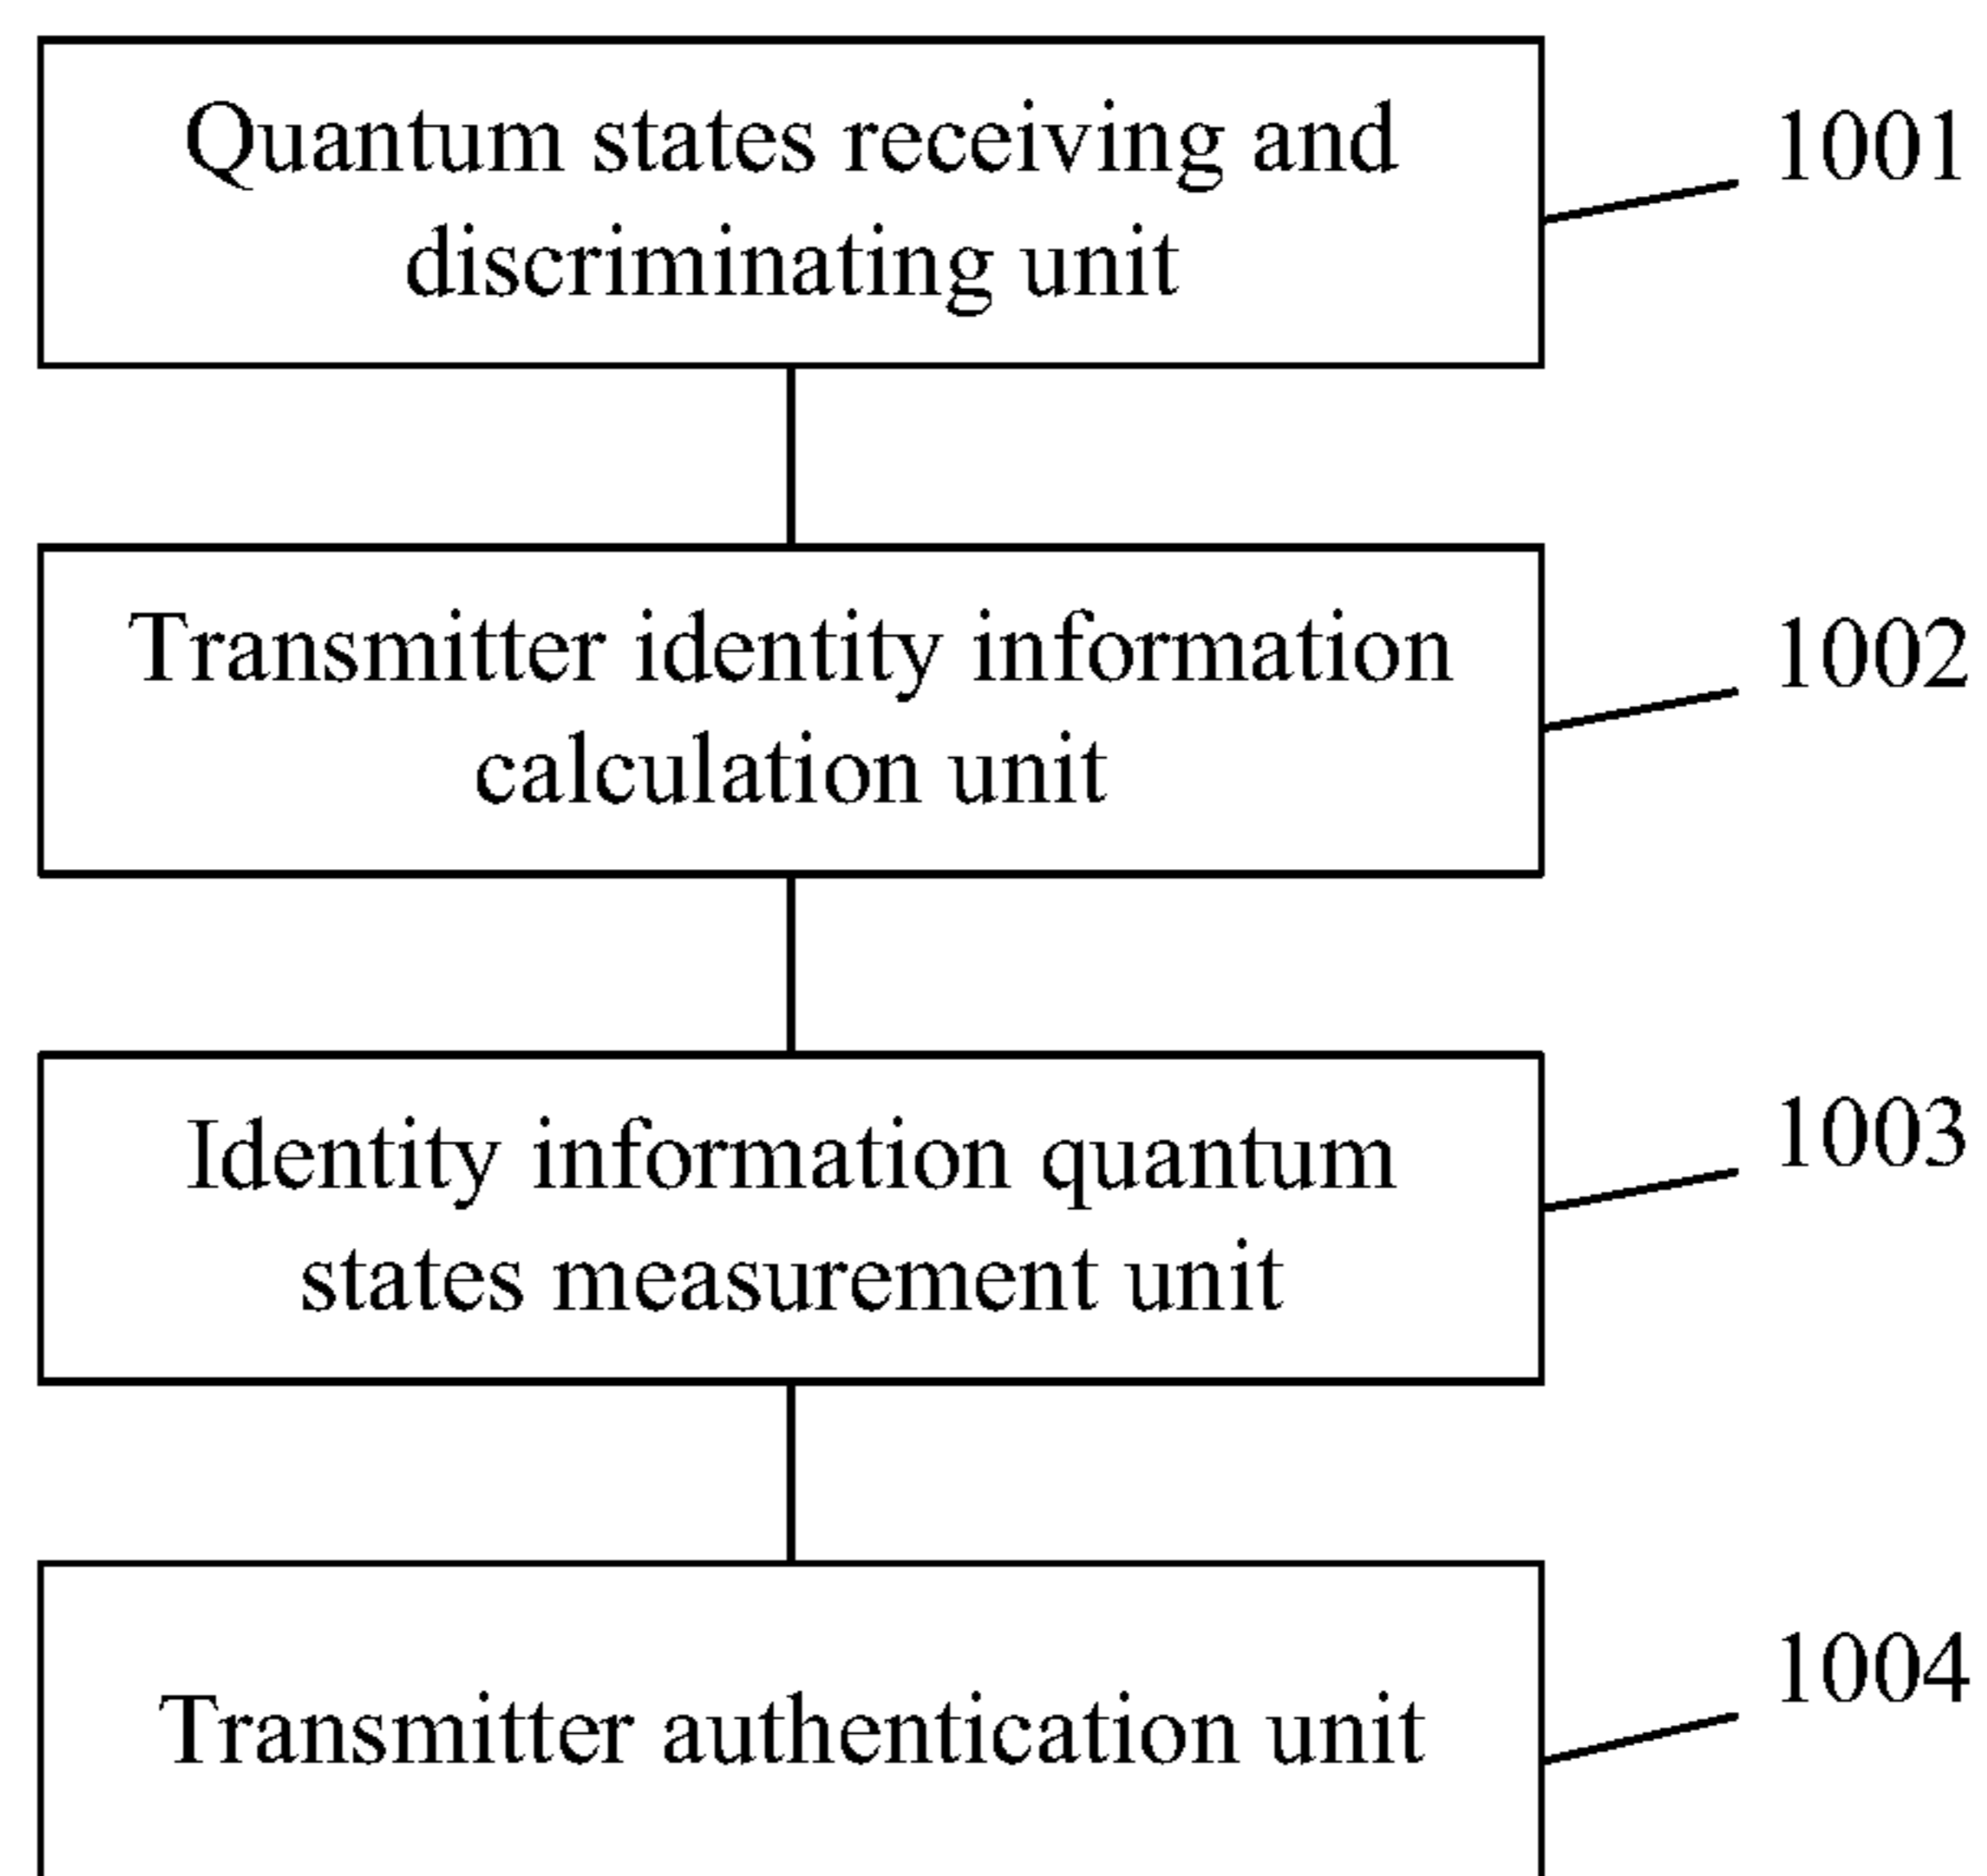 Quantum states receiving and
discriminating unit
1001
Transmitter identity information
calculation unit
1002
Identity information quantum
states measurement unit
1003
Transmitter authentication unit
1004